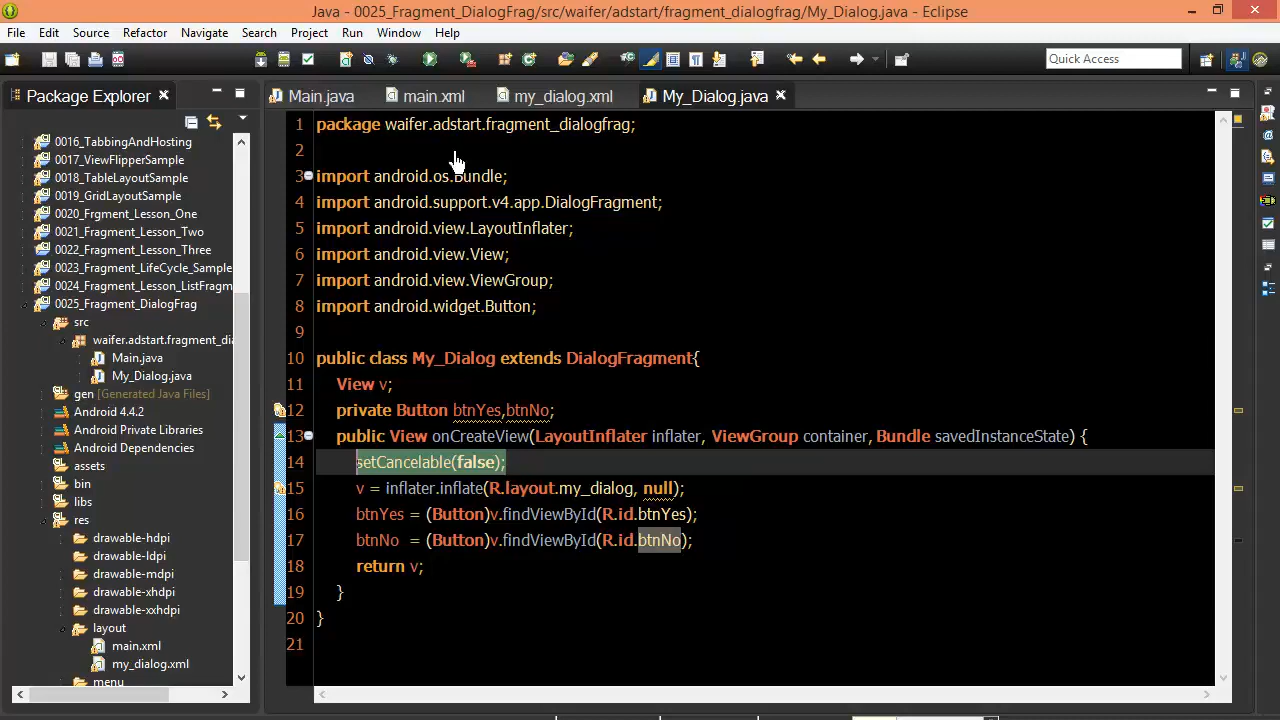 Java - 0025_Fragment_DialogFrag/src/waifer/adstart/fragment_dialogfrag/My_Dialog.java - Eclipse
File Edit Source Refactor Navigate Search Project Run Window Help
Quick Access
Package Explorer
0016_TabbingAndHosting
0017_ViewFlipperSample
0018_TableLayoutSample
0019_GridLayoutSample
0020_Frgment_Lesson_One
0021_Fragment_Lesson_Two
0022_Fragment_Lesson_Three
0023_Fragment_LifeCycle_Sample
0024_Fragment_Lesson_ListFragm
0025_Fragment_DialogFrag
src
waifer.adstart.fragment_di
Main.java
My_Dialog.java
gen [Generated Java Files]
Android 4.4.2
Android Private Libraries
Android Dependencies
assets
bin
libs
res
drawable-hdpi
drawable-ldpi
drawable-mdpi
drawable-xhdpi
drawable-xxhdpi
layout
main.xml
my_dialog.xml
menu
Main.java main.xml my_dialog.xml My_Dialog.java
1 package waifer.adstart.fragment_dialogfrag;
2
3 import android.os.Bundle;
4 import android.support.v4.app.DialogFragment;
5 import android.view.LayoutInflater;
6 import android.view.View;
7 import android.view.ViewGroup;
8 import android.widget.Button;
9
10 public class My_Dialog extends DialogFragment{
11 View v;
12 private Button btnYes,btnNo;
13 public View onCreateView(LayoutInflater inflater, ViewGroup container, Bundle savedInstanceState) {
14 setCancelable(false);
15 v = inflater.inflate(R.layout.my_dialog, null);
16 btnYes = (Button)v.findViewById(R.id.btnYes);
17 btnNo = (Button)v.findViewById(R.id.btnNo);
18 return v;
19 }
20 }
21